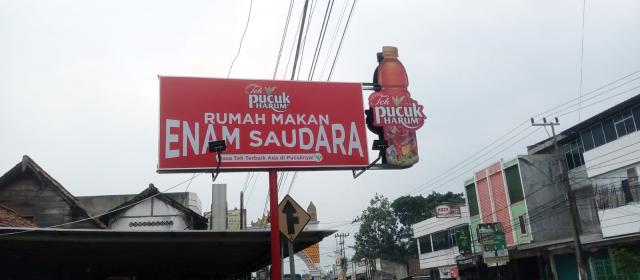 Teh
pucuk
HARUM
RUMAH MAKAN
ENAM SAUDARA
Rasa Teh Terbaik Ada di Pucuknya!
Teh
pucuk
HARUM